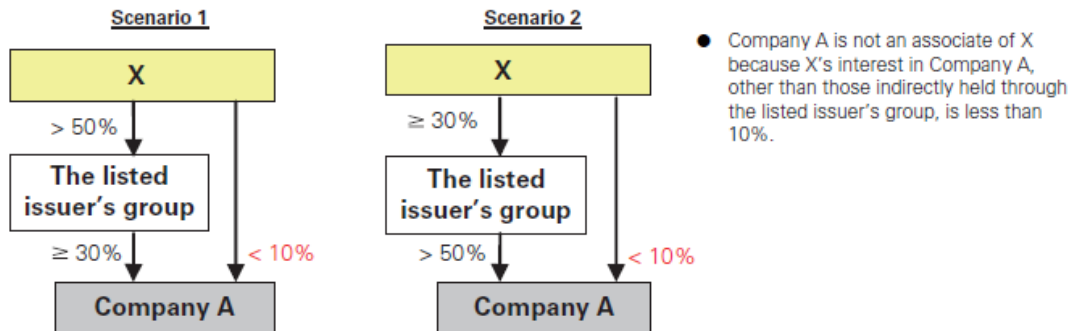 Scenario 1
X
> 50%
The listed
issuer's group
≥ 30%
< 10%
Company A
Scenario 2
X
≥ 30%
The listed
issuer's group
> 50%
< 10%
Company A
● Company A is not an associate of X
because X's interest in Company A,
other than those indirectly held through
the listed issuer's group, is less than
10%.